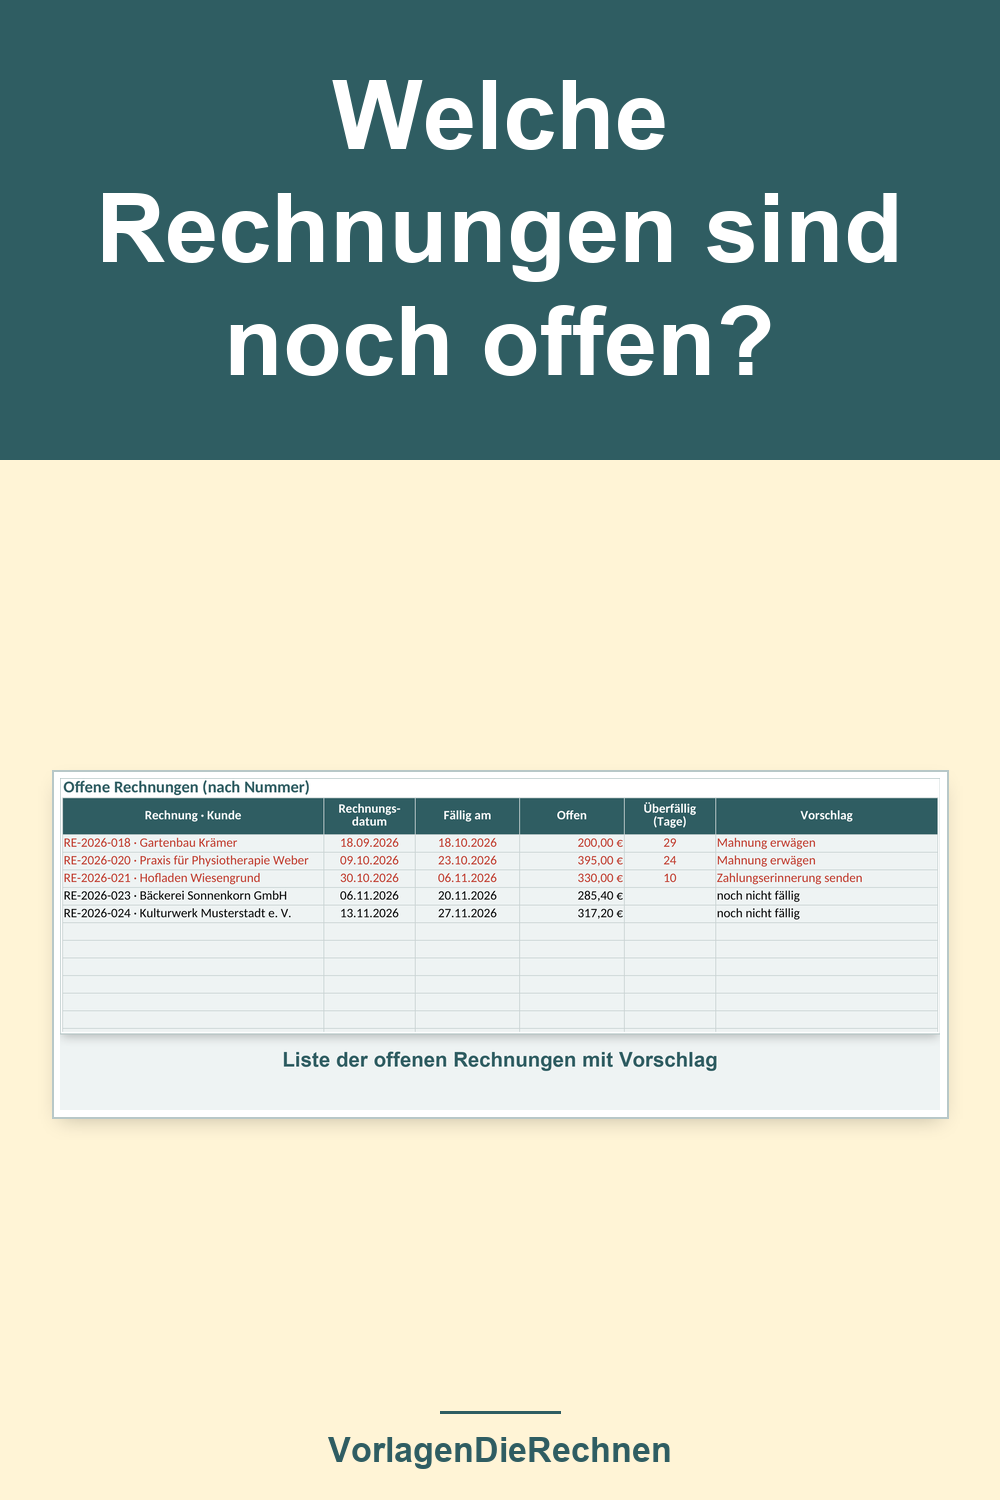 Welche
Rechnungen sind
noch offen?
Offene Rechnungen (nach Nummer)
Rechnung · Kunde Rechnungs-datum Fällig am Offen Überfällig (Tage) Vorschlag
RE-2026-018 · Gartenbau Krämer 18.09.2026 18.10.2026 200,00 € 29 Mahnung erwägen
RE-2026-020 · Praxis für Physiotherapie Weber 09.10.2026 23.10.2026 395,00 € 24 Mahnung erwägen
RE-2026-021 · Hofladen Wiesengrund 30.10.2026 06.11.2026 330,00 € 10 Zahlungserinnerung senden
RE-2026-023 · Bäckerei Sonnenkorn GmbH 06.11.2026 20.11.2026 285,40 € noch nicht fällig
RE-2026-024 · Kulturwerk Musterstadt e. V. 13.11.2026 27.11.2026 317,20 € noch nicht fällig
Liste der offenen Rechnungen mit Vorschlag
VorlagenDieRechnen